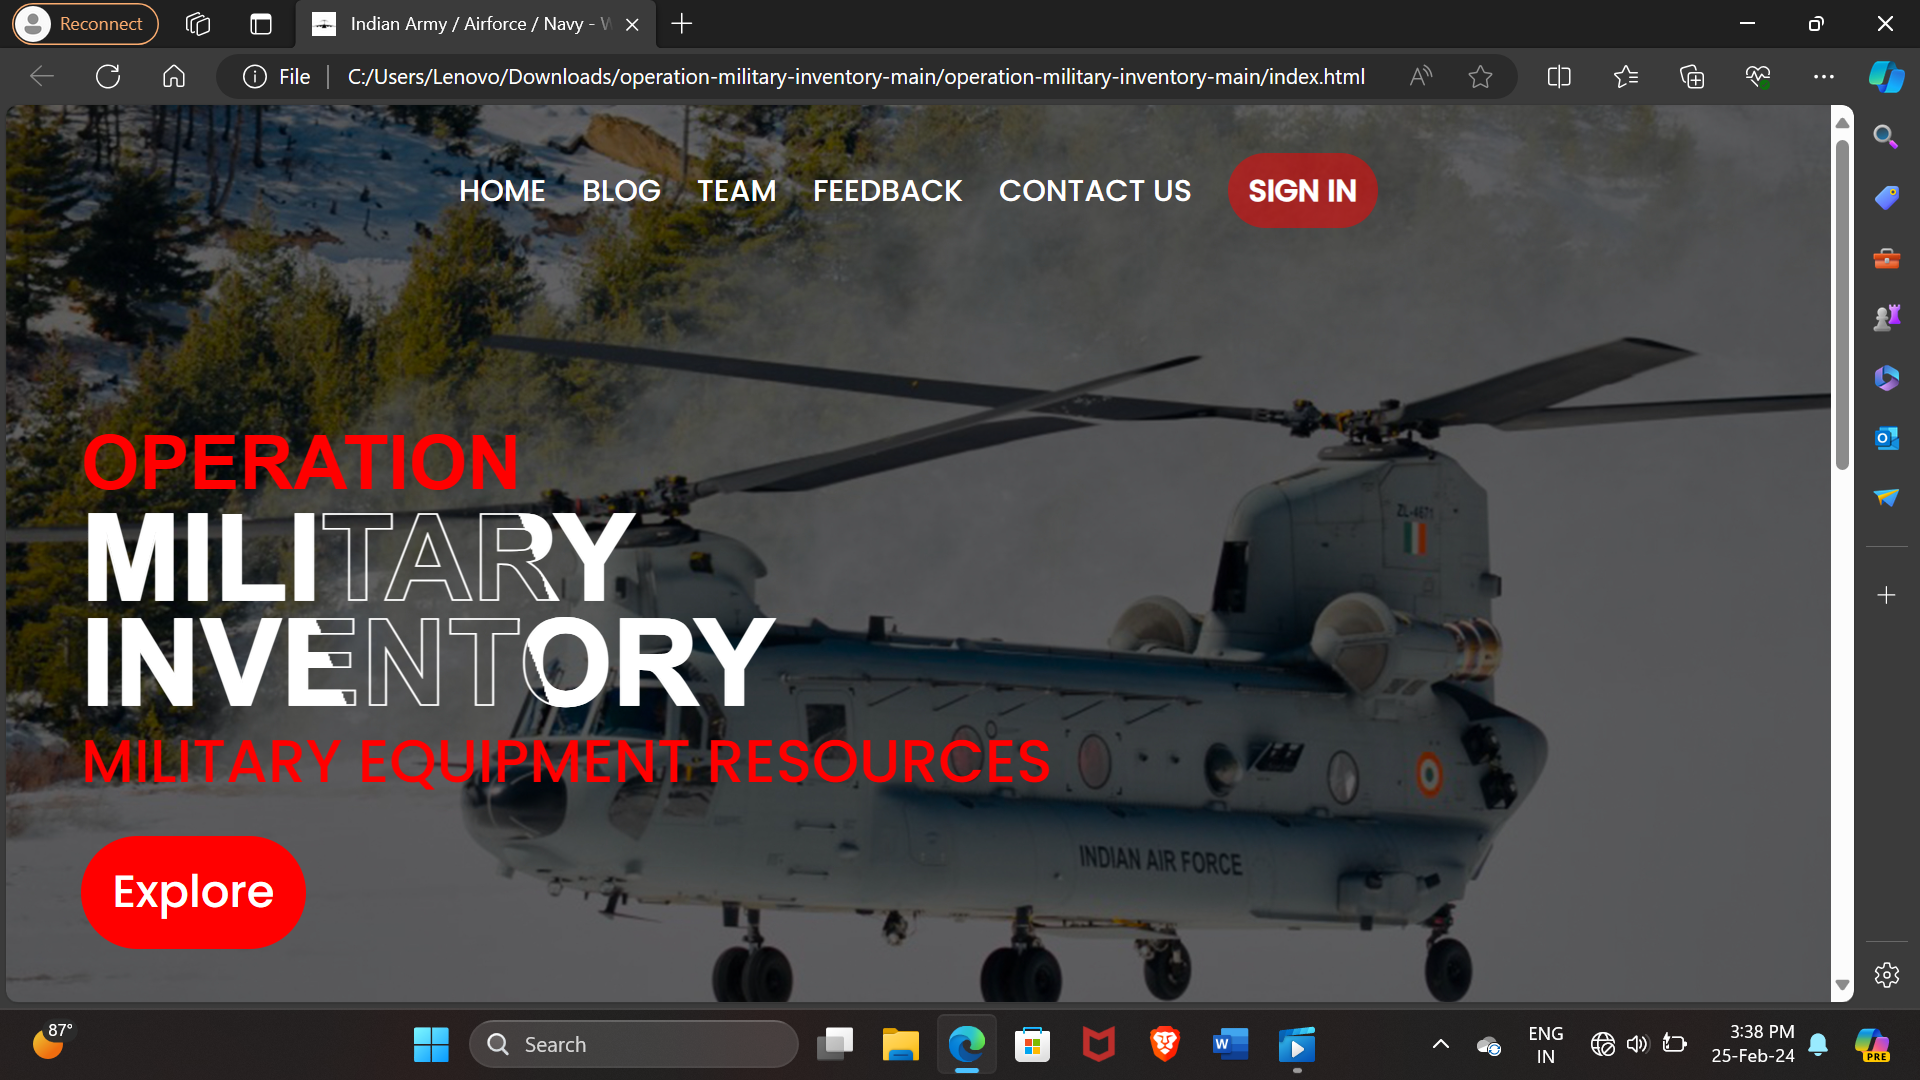 Reconnect
Indian Army / Airforce / Navy - W
File
C:/Users/Lenovo/Downloads/operation-military-inventory-main/operation-military-inventory-main/index.html
HOME BLOG TEAM FEEDBACK CONTACT US SIGN IN
ZL-4671
OPERATION
MILITARY
INVENTORY
MILITARY EQUIPMENT RESOURCES
INDIAN AIR FORCE
Explore
87°
Search
ENG
IN
3:38 PM
25-Feb-24
PRE